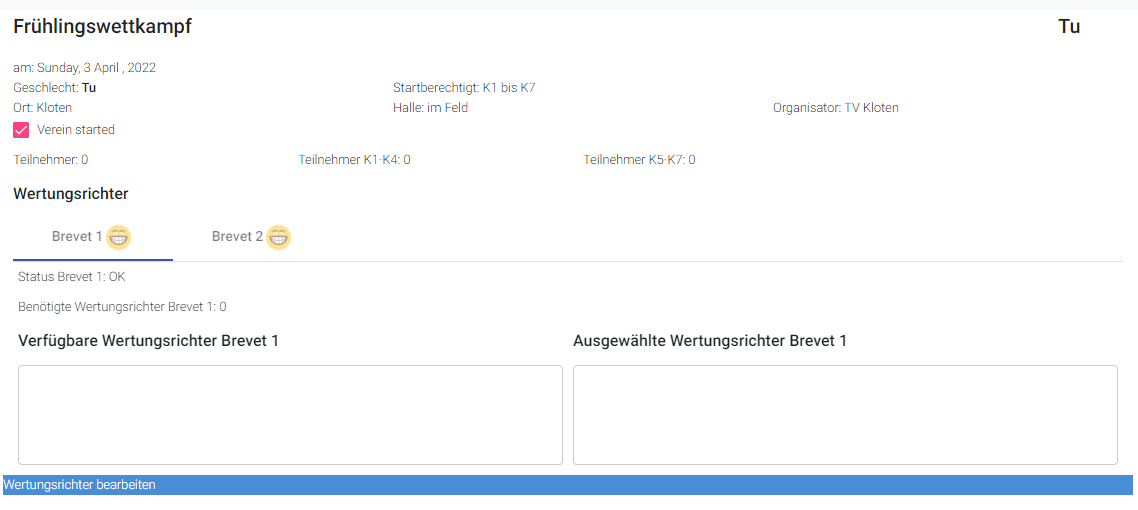 Frühlingswettkampf Tu
am: Sunday, 3 April , 2022
Geschlecht: Tu Startberechtigt: K1 bis K7
Ort: Kloten Halle: im Feld Organisator: TV Kloten
Verein started
Teilnehmer: 0 Teilnehmer K1-K4: 0 Teilnehmer K5-K7: 0
Wertungsrichter
Brevet 1 Brevet 2
Status Brevet 1: OK
Benötigte Wertungsrichter Brevet 1: 0
Verfügbare Wertungsrichter Brevet 1 Ausgewählte Wertungsrichter Brevet 1
Wertungsrichter bearbeiten